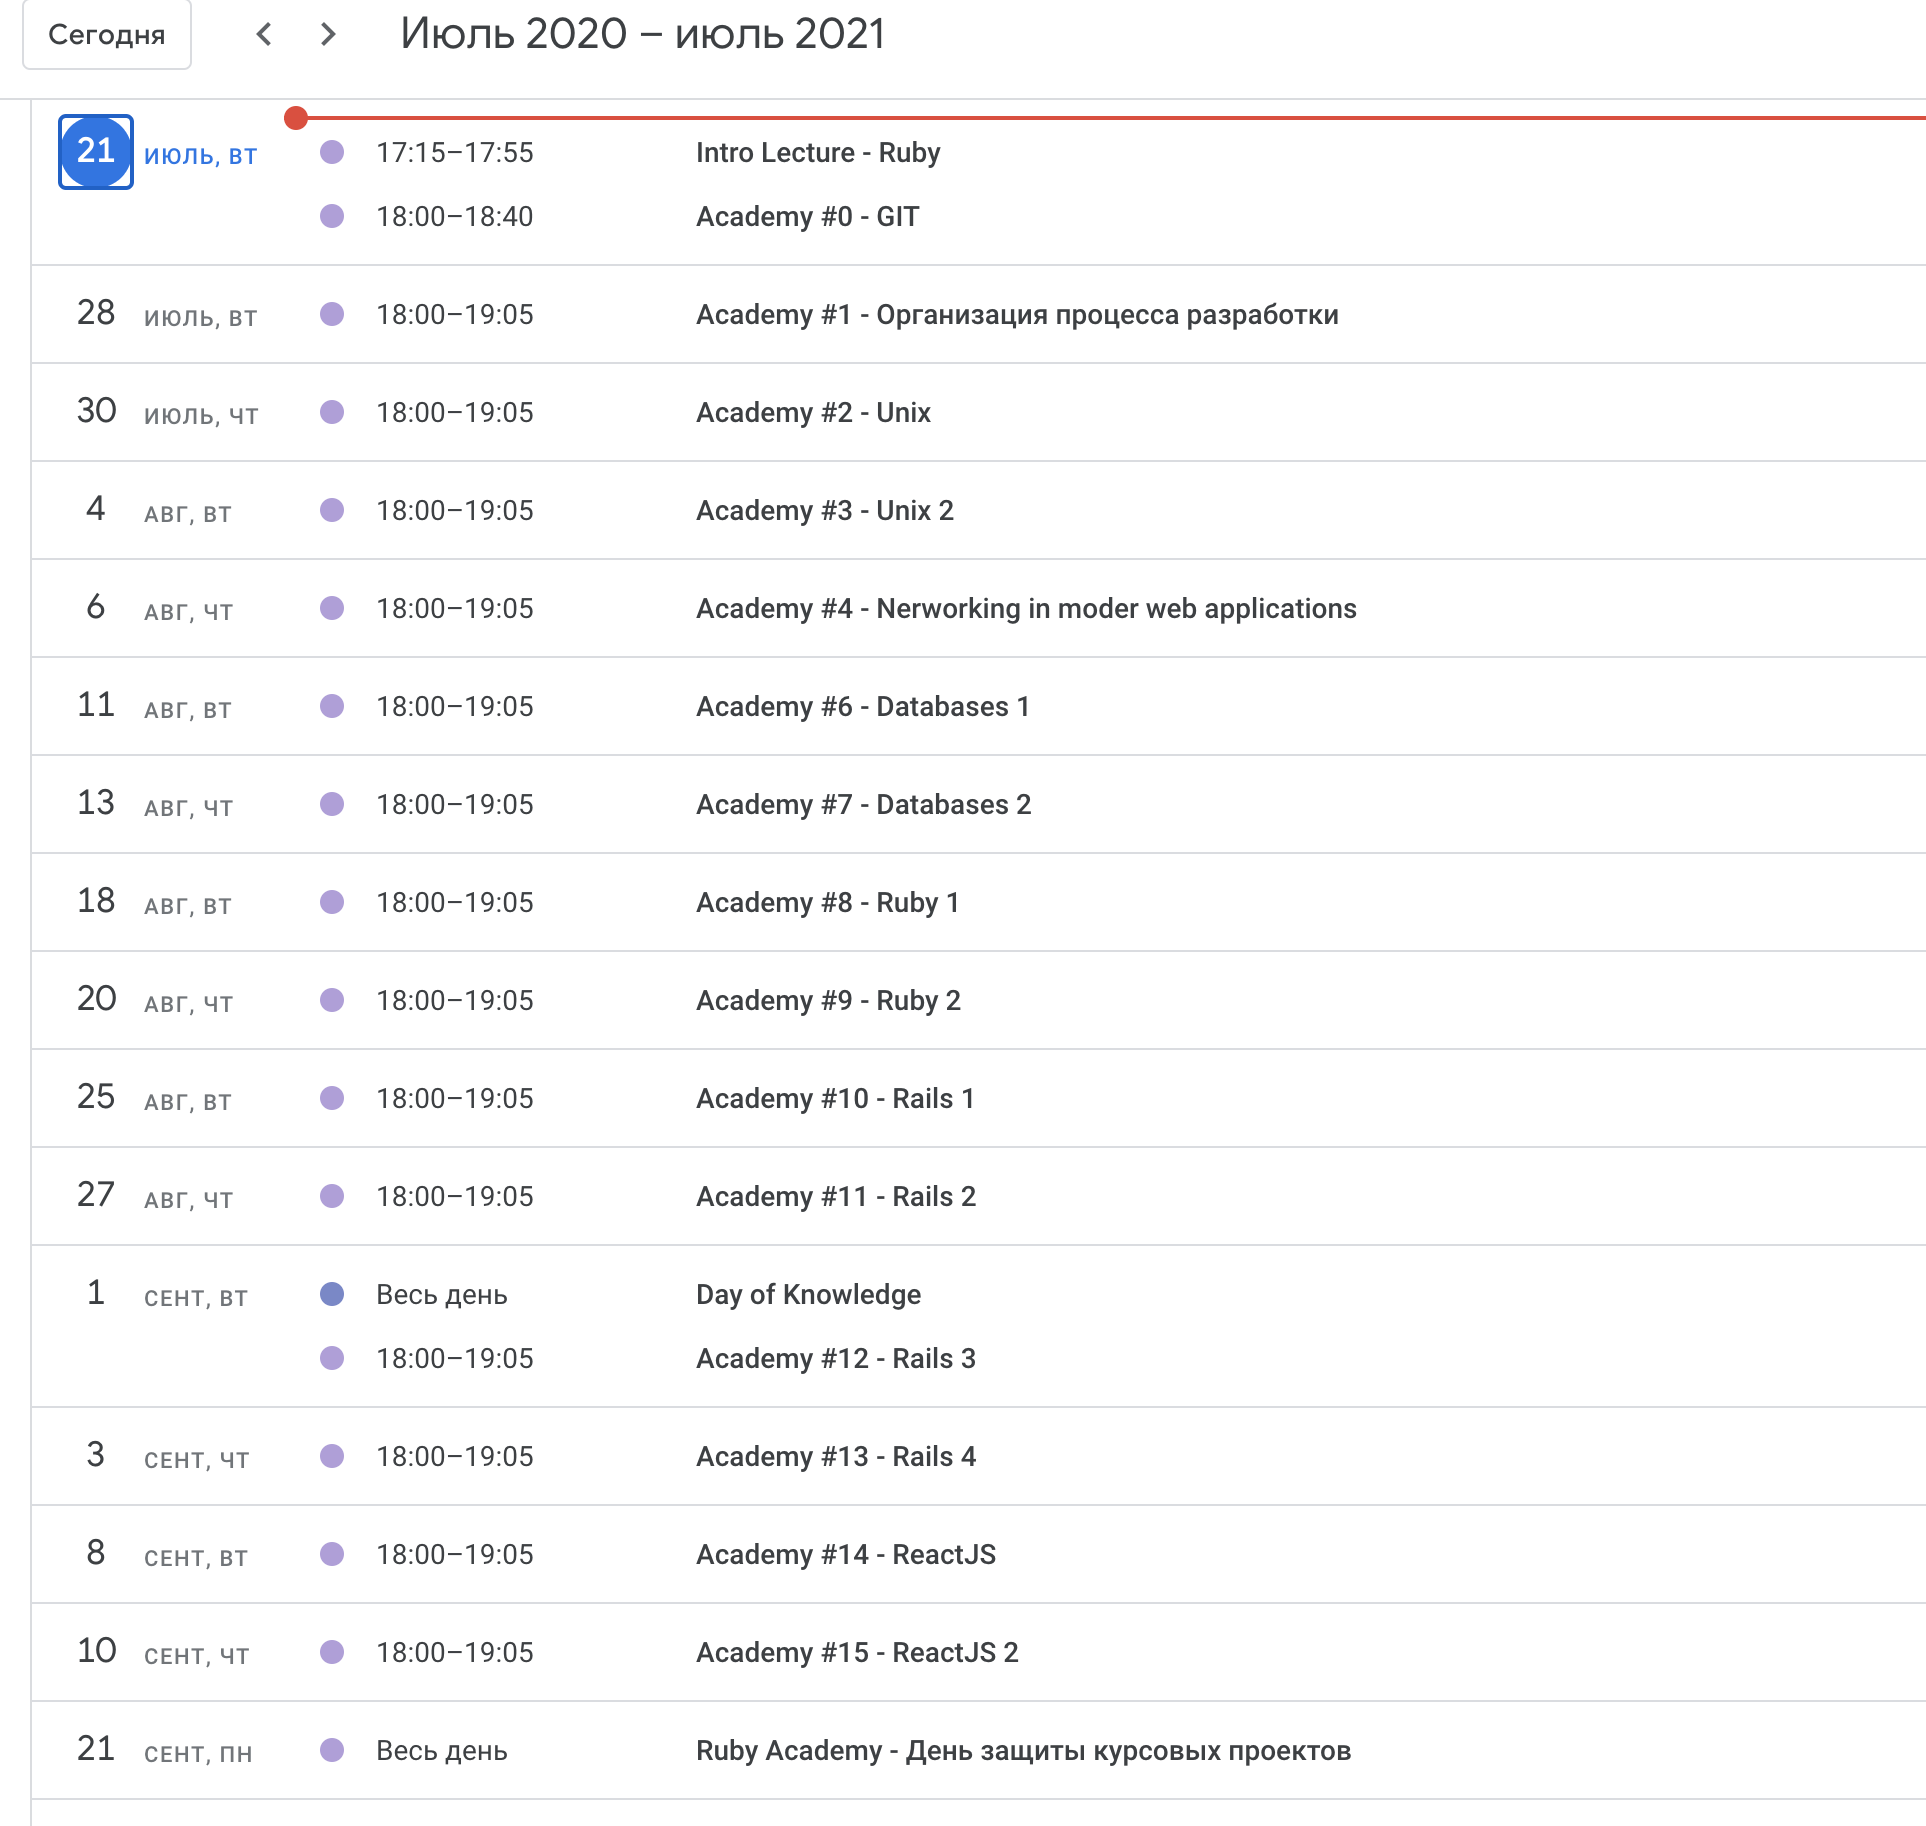 Сегодня Июль 2020 – июль 2021
21 ИЮЛЬ, ВТ 17:15–17:55 Intro Lecture - Ruby
18:00–18:40 Academy #0 - GIT
28 ИЮЛЬ, ВТ 18:00–19:05 Academy #1 - Организация процесса разработки
30 ИЮЛЬ, ЧТ 18:00–19:05 Academy #2 - Unix
4 АВГ, ВТ 18:00–19:05 Academy #3 - Unix 2
6 АВГ, ЧТ 18:00–19:05 Academy #4 - Nerworking in moder web applications
11 АВГ, ВТ 18:00–19:05 Academy #6 - Databases 1
13 АВГ, ЧТ 18:00–19:05 Academy #7 - Databases 2
18 АВГ, ВТ 18:00–19:05 Academy #8 - Ruby 1
20 АВГ, ЧТ 18:00–19:05 Academy #9 - Ruby 2
25 АВГ, ВТ 18:00–19:05 Academy #10 - Rails 1
27 АВГ, ЧТ 18:00–19:05 Academy #11 - Rails 2
1 СЕНТ, ВТ Весь день Day of Knowledge
18:00–19:05 Academy #12 - Rails 3
3 СЕНТ, ЧТ 18:00–19:05 Academy #13 - Rails 4
8 СЕНТ, ВТ 18:00–19:05 Academy #14 - ReactJS
10 СЕНТ, ЧТ 18:00–19:05 Academy #15 - ReactJS 2
21 СЕНТ, ПН Весь день Ruby Academy - День защиты курсовых проектов